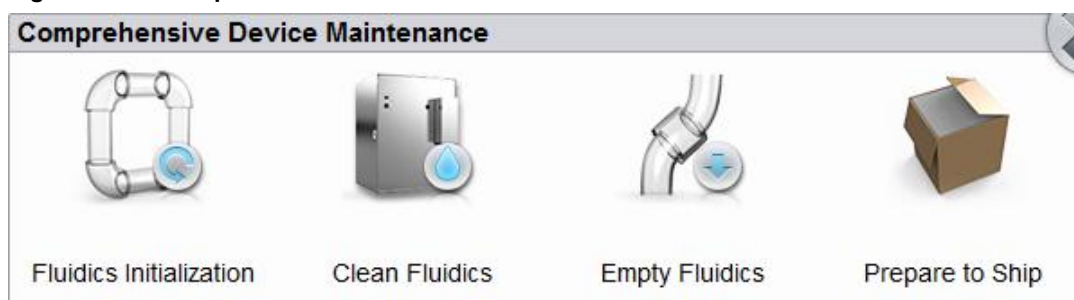 Comprehensive Device Maintenance
Fluidics Initialization
Clean Fluidics
Empty Fluidics
Prepare to Ship